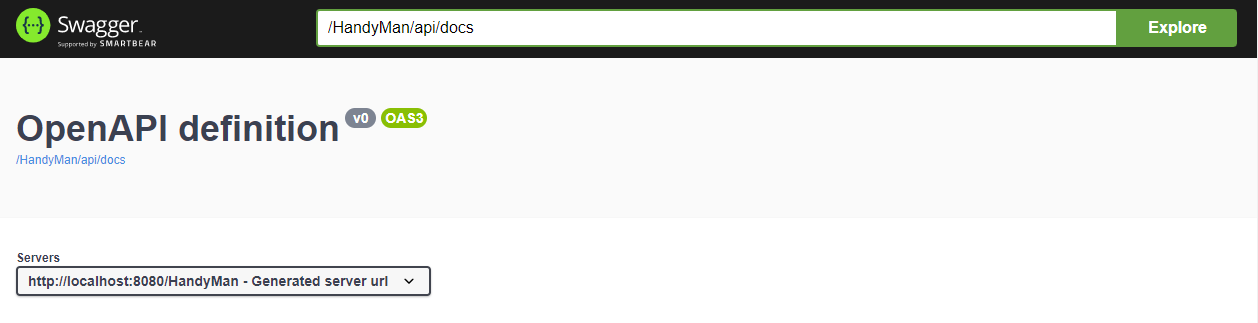 Swagger™
Supported by SMARTBEAR
/HandyMan/api/docs
Explore
OpenAPI definition v0 OAS3
/HandyMan/api/docs
Servers
http://localhost:8080/HandyMan - Generated server url